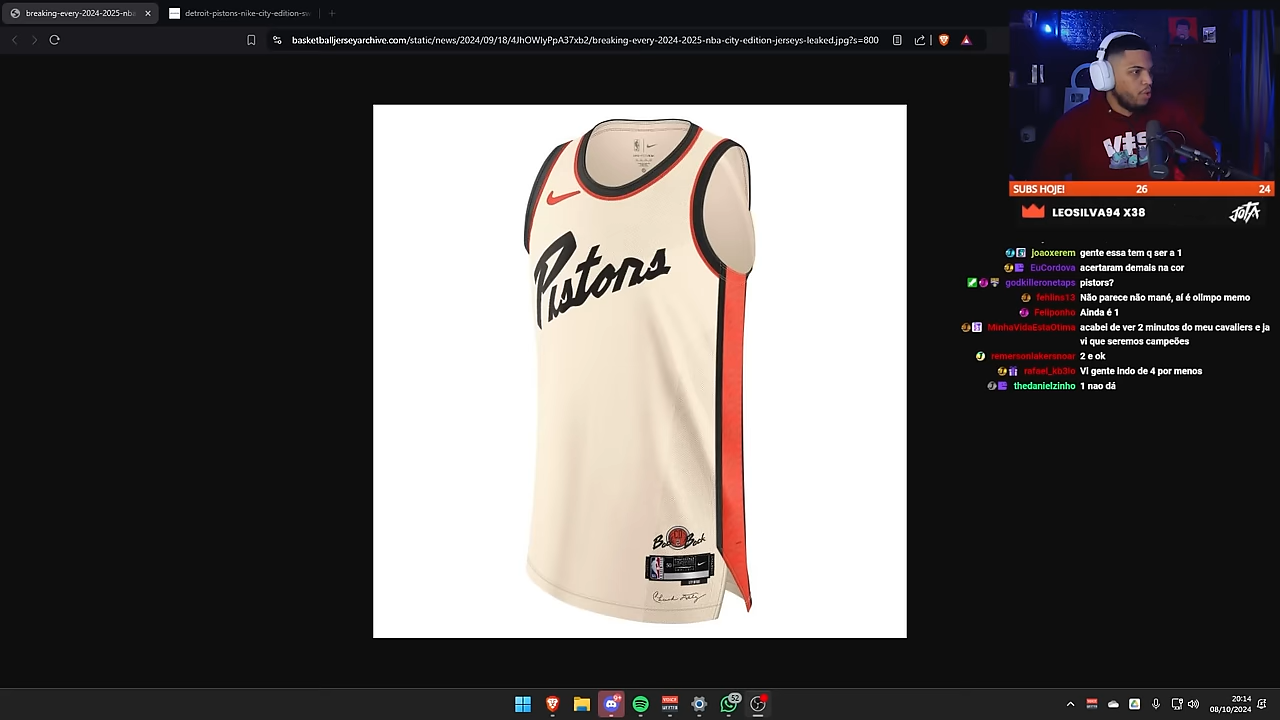 breaking-every-2024-2025-nba
detroit-pistons-nike-city-edition-sw
basketballjerseyarchive.com/static/news/2024/09/18/4JhOWlyPpA37xb2/breaking-every-2024-2025-nba-city-edition-jerseys-leaked.jpg?s=800
Pistons
SUBS HOJE! 26 24
LEOSILVA94 X38
JOTA
Joaoxerem gente essa tem q ser a 1
EuCordova acertaram demais na cor
godkilleronetaps pistors?
fehlins13 Não parece não mané, aí é olimpo memo
Feliponho Ainda é 1
MinhaVidaEstaOtima acabei de ver 2 minutos do meu cavaliers e ja
vi que seremos campeões
remersonlakersnoar 2 e ok
rafael_kb3lo Vi gente indo de 4 por menos
thedanielzinho 1 nao dá
52
20:14
08/10/2024